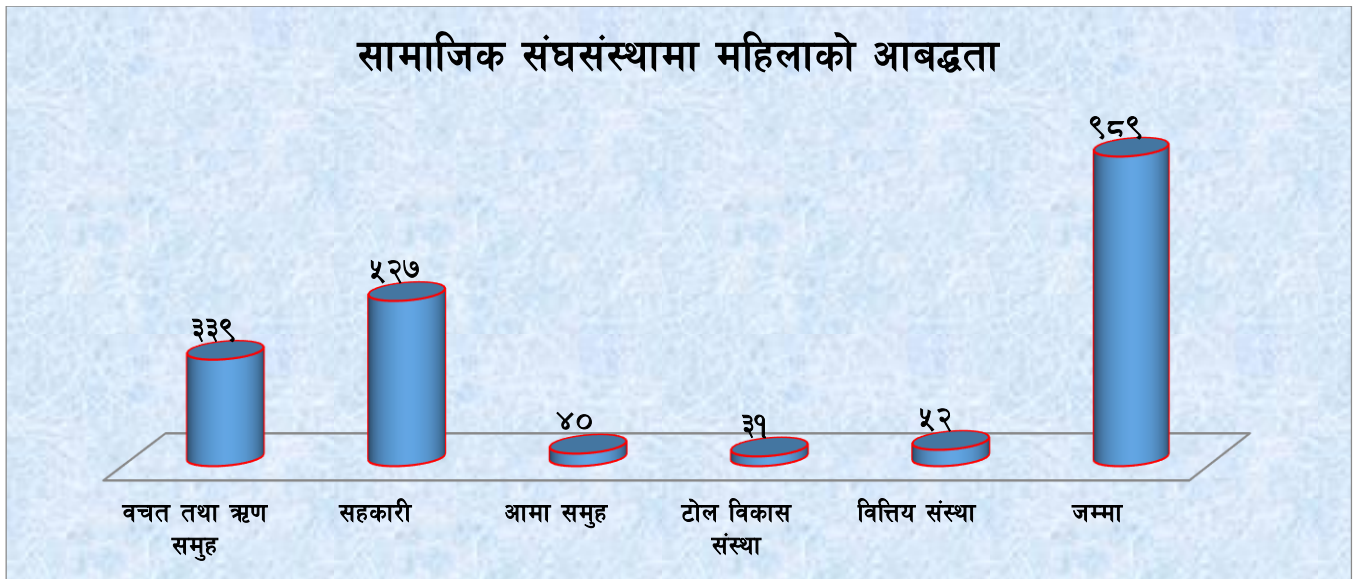 सामाजिक संघसंस्थामा महिलाको आबद्धता
३३९
५२७
४०
३१
५२
९८९
वचत तथा ऋण
समुह
सहकारी
आमा समुह
टोल विकास
संस्था
वित्तिय संस्था
जम्मा